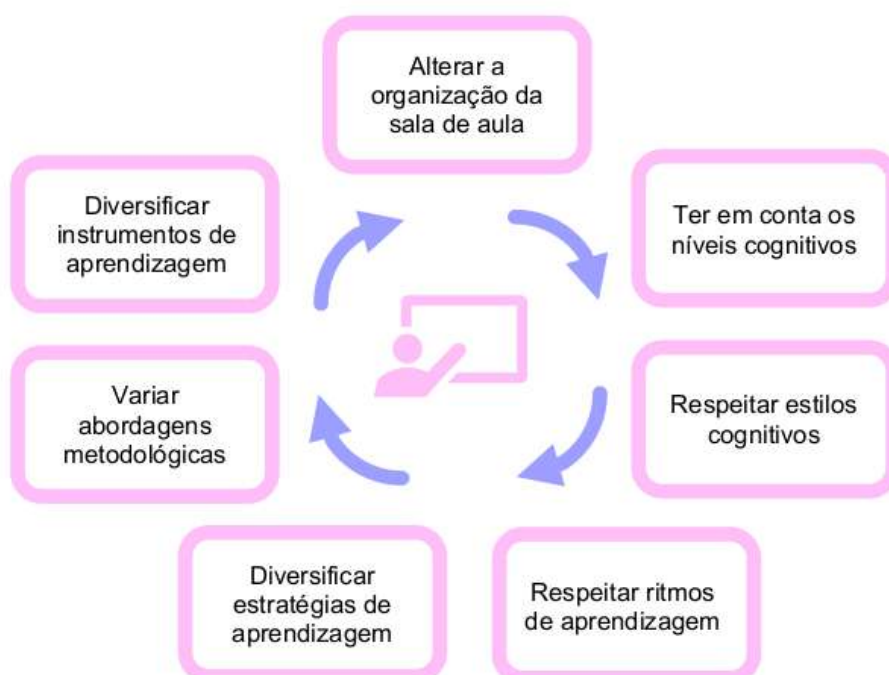 Alterar a
organização da
sala de aula
Ter em conta os
níveis cognitivos
Respeitar estilos
cognitivos
Respeitar ritmos
de aprendizagem
Diversificar
estratégias de
aprendizagem
Variar
abordagens
metodológicas
Diversificar
instrumentos de
aprendizagem